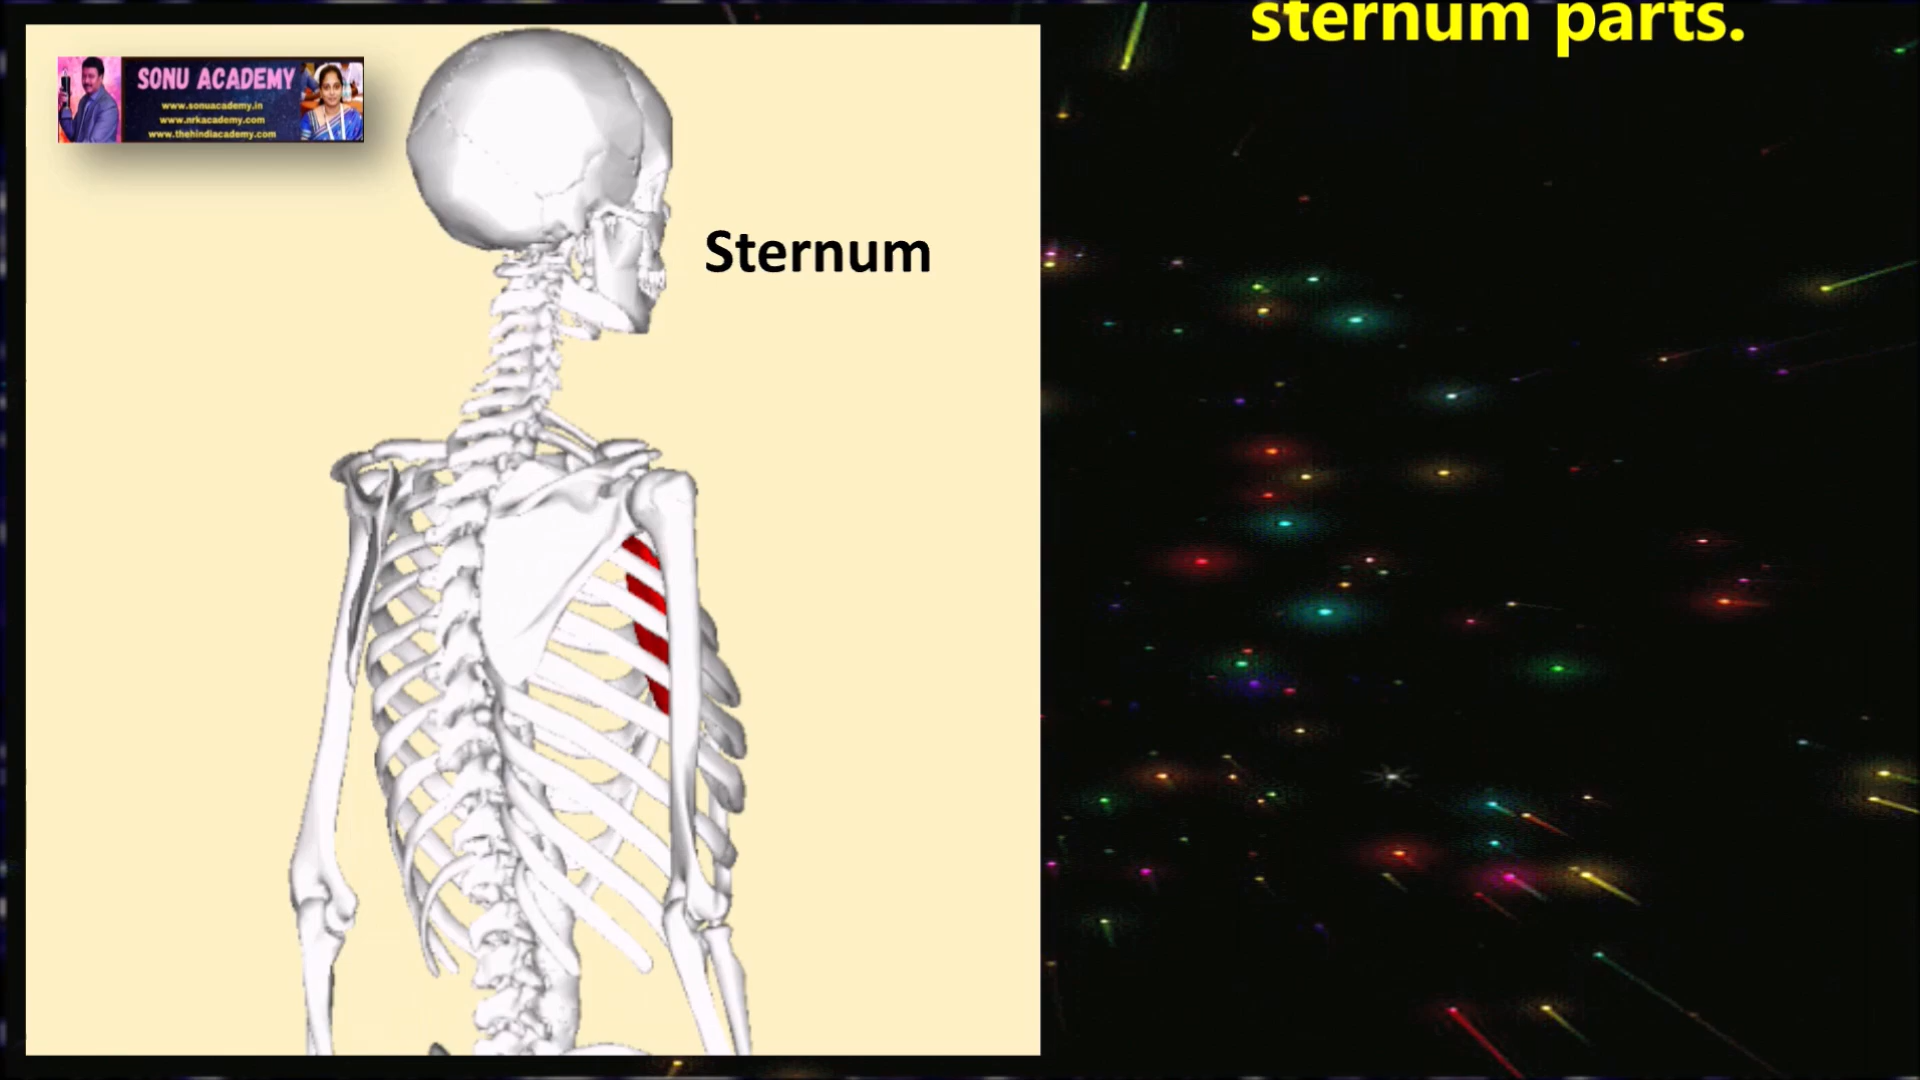 sternum parts.
SONU ACADEMY
www.sonuacademy.in
www.nrkacademy.com
www.thehindiacademy.com
Sternum